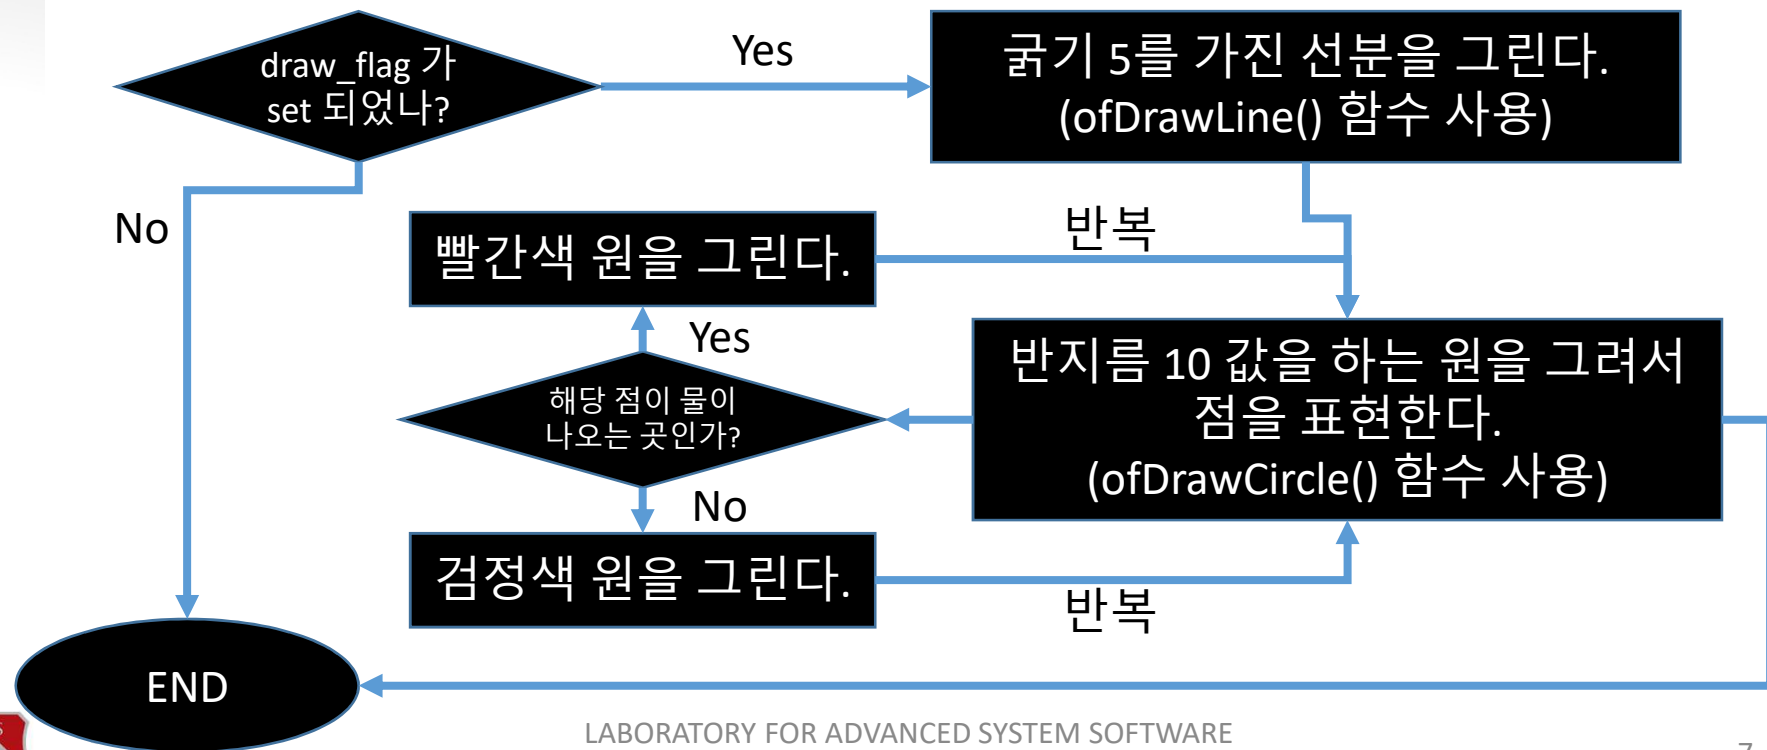 draw_flag 가
set 되었나?
Yes
굵기 5를 가진 선분을 그린다.
(ofDrawLine() 함수 사용)
No
빨간색 원을 그린다.
반복
Yes
해당 점이 물이
나오는 곳인가?
반지름 10 값을 하는 원을 그려서
점을 표현한다.
(ofDrawCircle() 함수 사용)
No
검정색 원을 그린다.
반복
END
LABORATORY FOR ADVANCED SYSTEM SOFTWARE